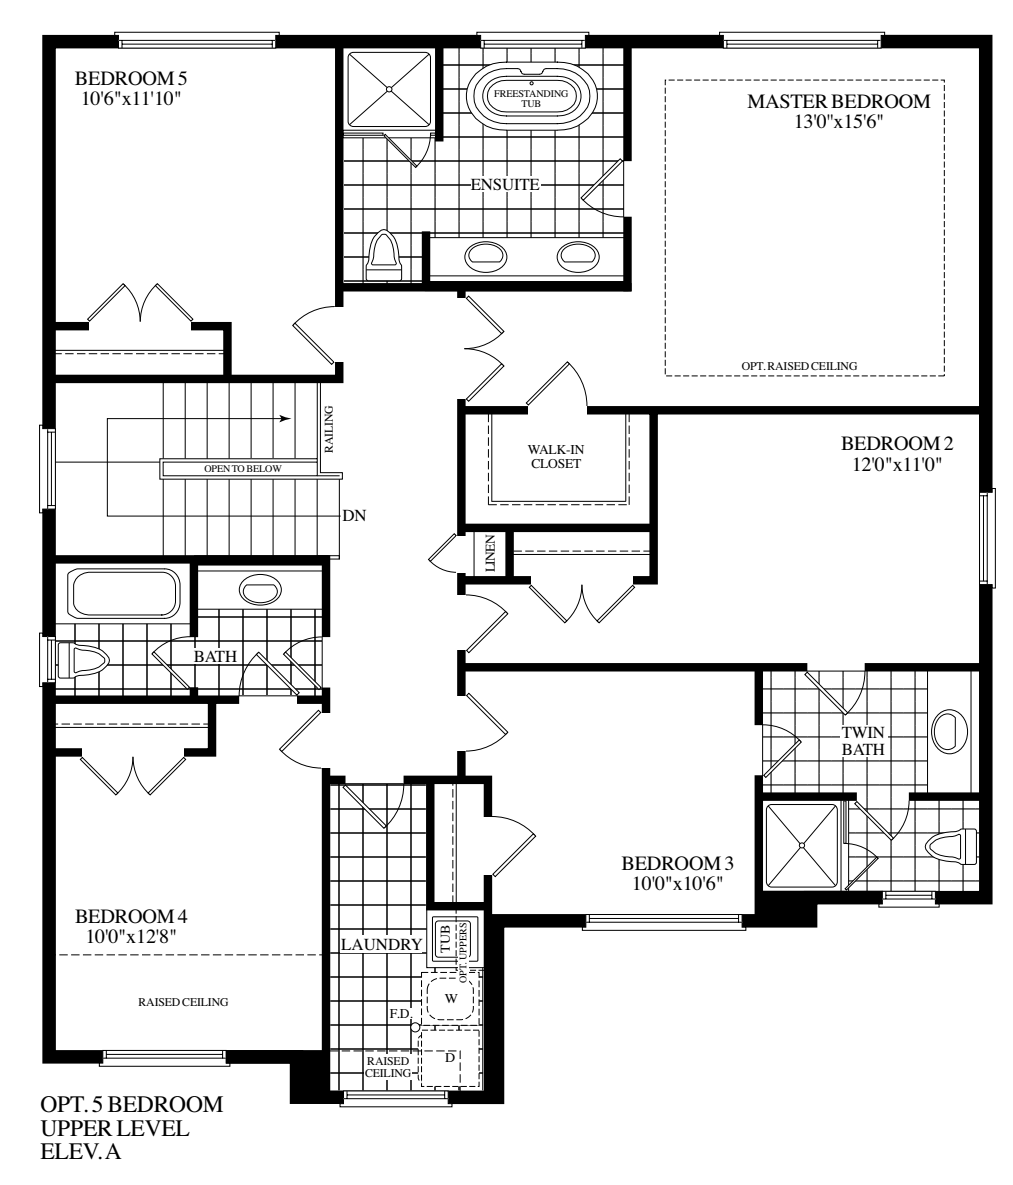 BEDROOM 5
10'6"x11'10"
FREESTANDING
TUB
MASTER BEDROOM
13'0"x15'6"
ENSUITE
OPT. RAISED CEILING
RAILING
WALK-IN
CLOSET
BEDROOM 2
12'0"x11'0"
OPEN TO BELOW
DN
LINEN
BATH
TWIN
BATH
BEDROOM 3
10'0"x10'6"
BEDROOM 4
10'0"x12'8"
LAUNDRY
TUB
OPT. UPPERS
RAISED CEILING
W
F.D.
D
RAISED
CEILING
OPT. 5 BEDROOM
UPPER LEVEL
ELEV. A